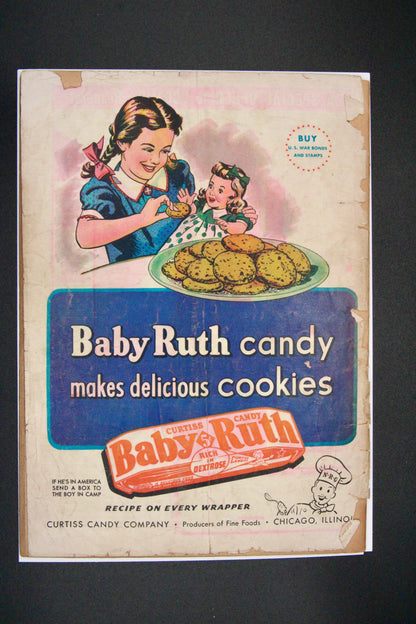 BUY
U.S. WAR BONDS
AND STAMPS
Baby Ruth candy
makes delicious cookies
CURTISS CANDY
Baby Ruth
5¢
RICH
IN
DEXTROSE
IF HE'S IN AMERICA
SEND A BOX TO
THE BOY IN CAMP
N-R-G
RECIPE ON EVERY WRAPPER
CURTISS CANDY COMPANY • Producers of Fine Foods • CHICAGO, ILLINO